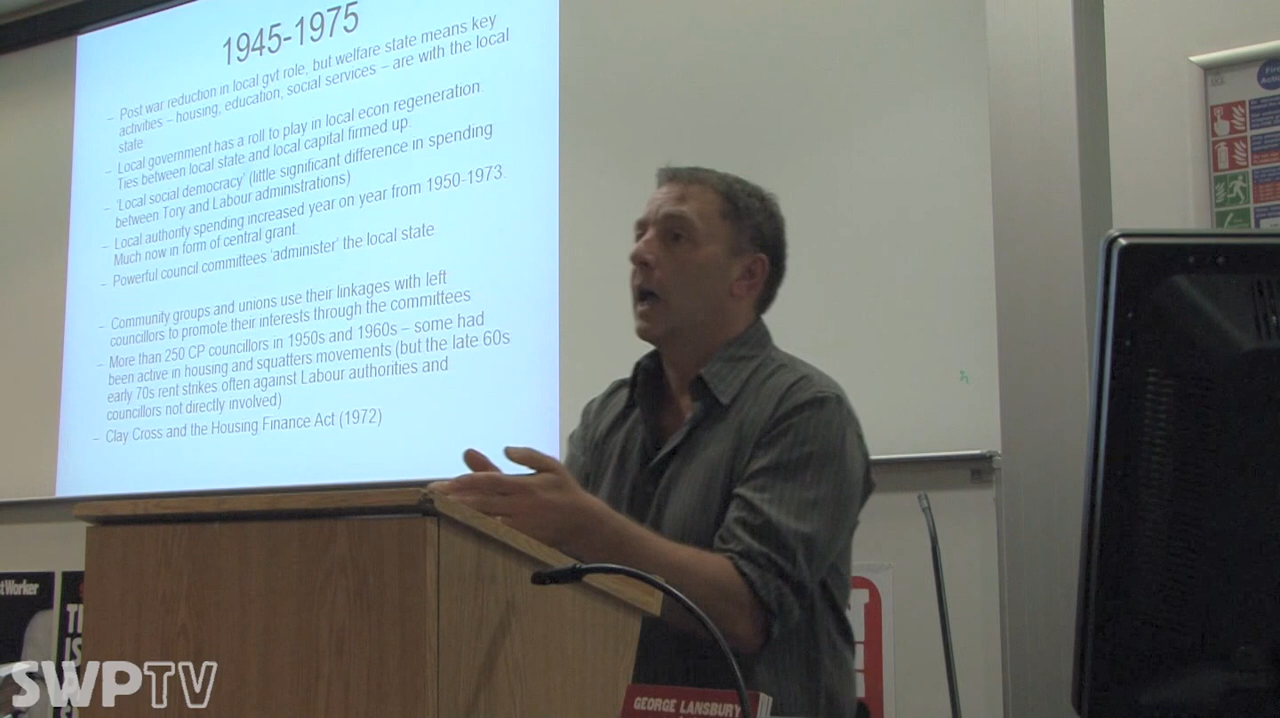 1945-1975
– Post war reduction in local gvt role, but welfare state means key
activities – housing, education, social services – are with the local
state
– Local government has a roll to play in local econ regeneration.
Ties between local state and local capital firmed up.
– 'Local social democracy' (little significant difference in spending
between Tory and Labour administrations)
– Local authority spending increased year on year from 1950-1973.
Much now in form of central grant.
– Powerful council committees 'administer' the local state
– Community groups and unions use their linkages with left
councillors to promote their interests through the committees
– More than 250 CP councillors in 1950s and 1960s – some had
been active in housing and squatters movements (but the late 60s
early 70s rent strikes often against Labour authorities and
councillors not directly involved)
– Clay Cross and the Housing Finance Act (1972)
tWorker
SWPTV
GEORGE LANSBURY